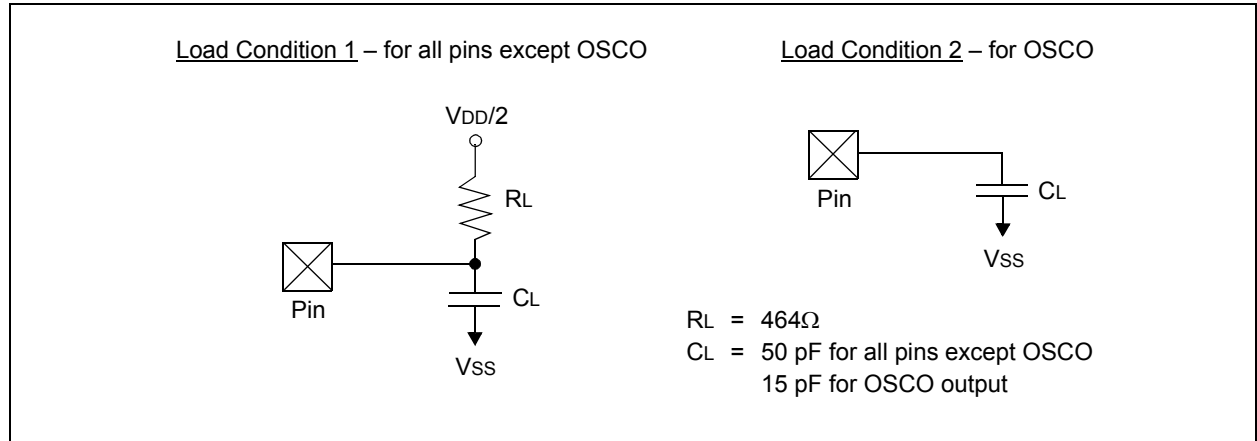 Load Condition 1 – for all pins except OSCO
VDD/2
RL
Pin
CL
VSS
Load Condition 2 – for OSCO
Pin
CL
VSS
RL = 464Ω
CL = 50 pF for all pins except OSCO
15 pF for OSCO output